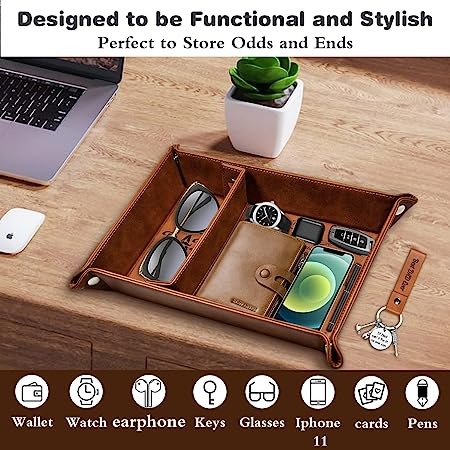 Designed to be Functional and Stylish
Perfect to Store Odds and Ends
Wallet
Watch
earphone
Keys
Glasses
Iphone
11
cards
Pens